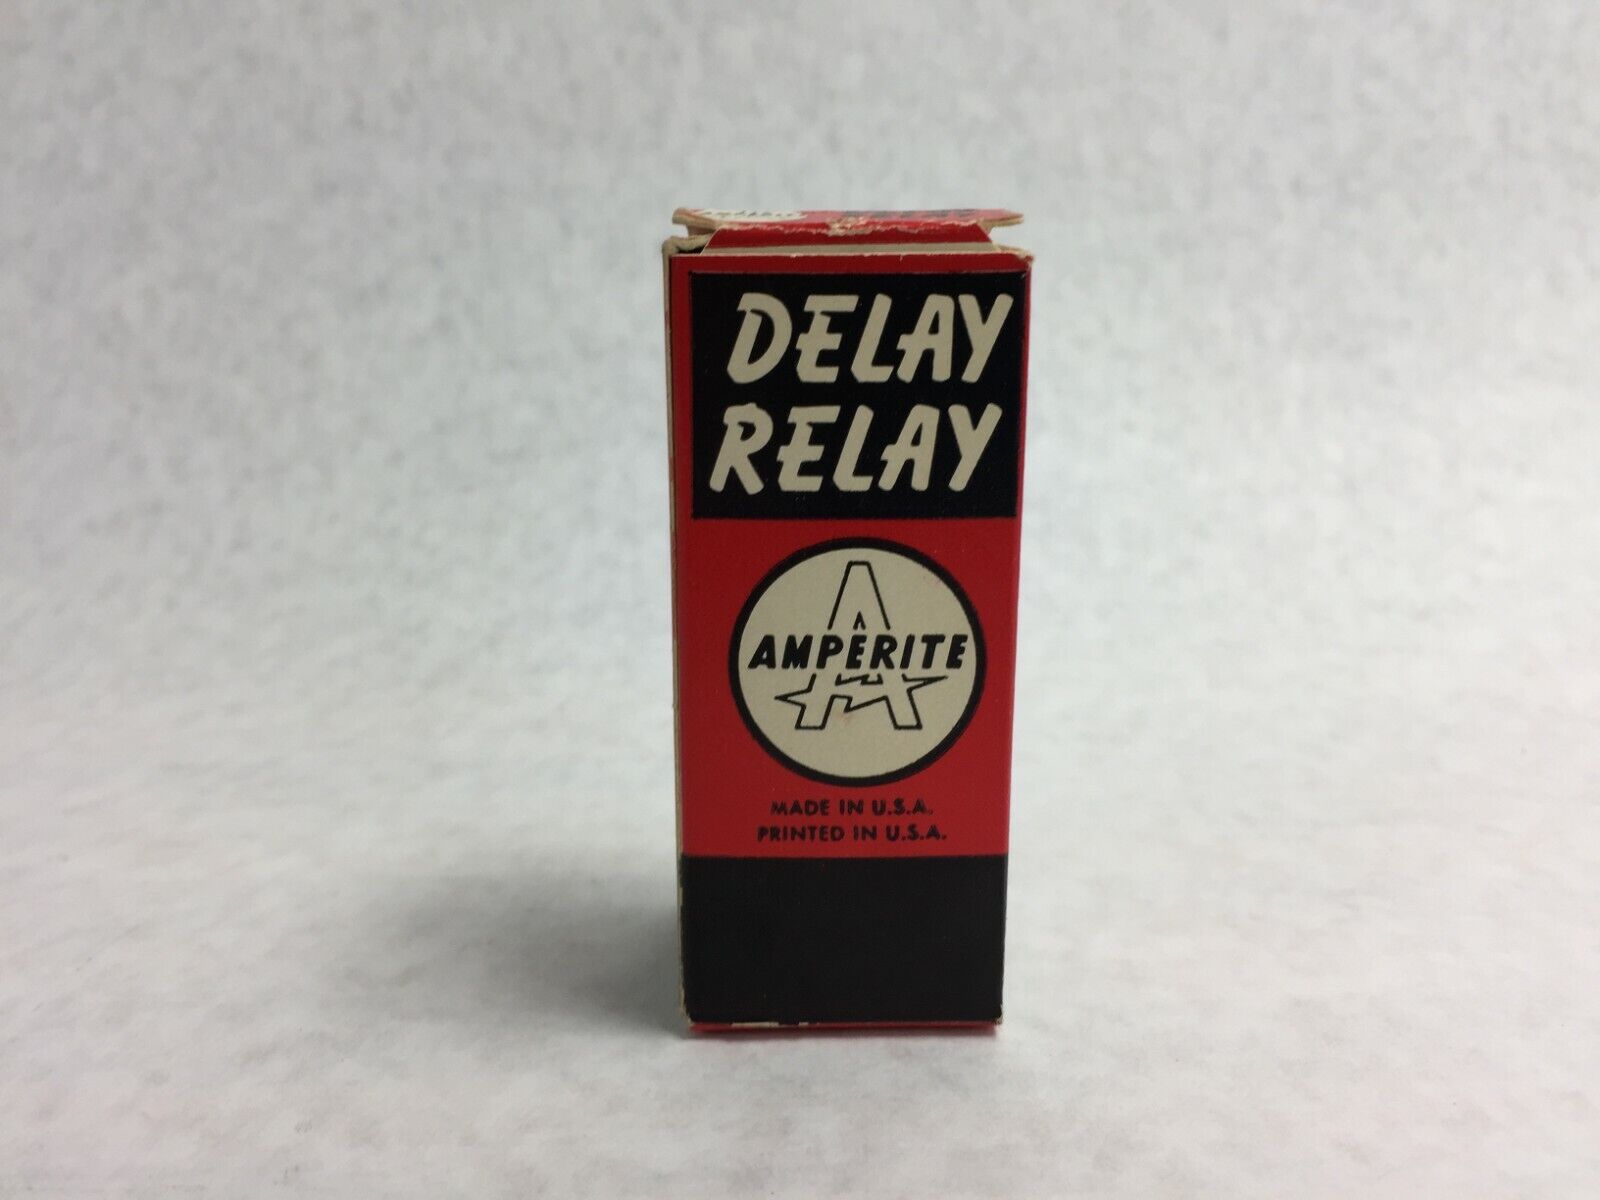 DELAY
RELAY
AMPERITE
MADE IN U.S.A.
PRINTED IN U.S.A.